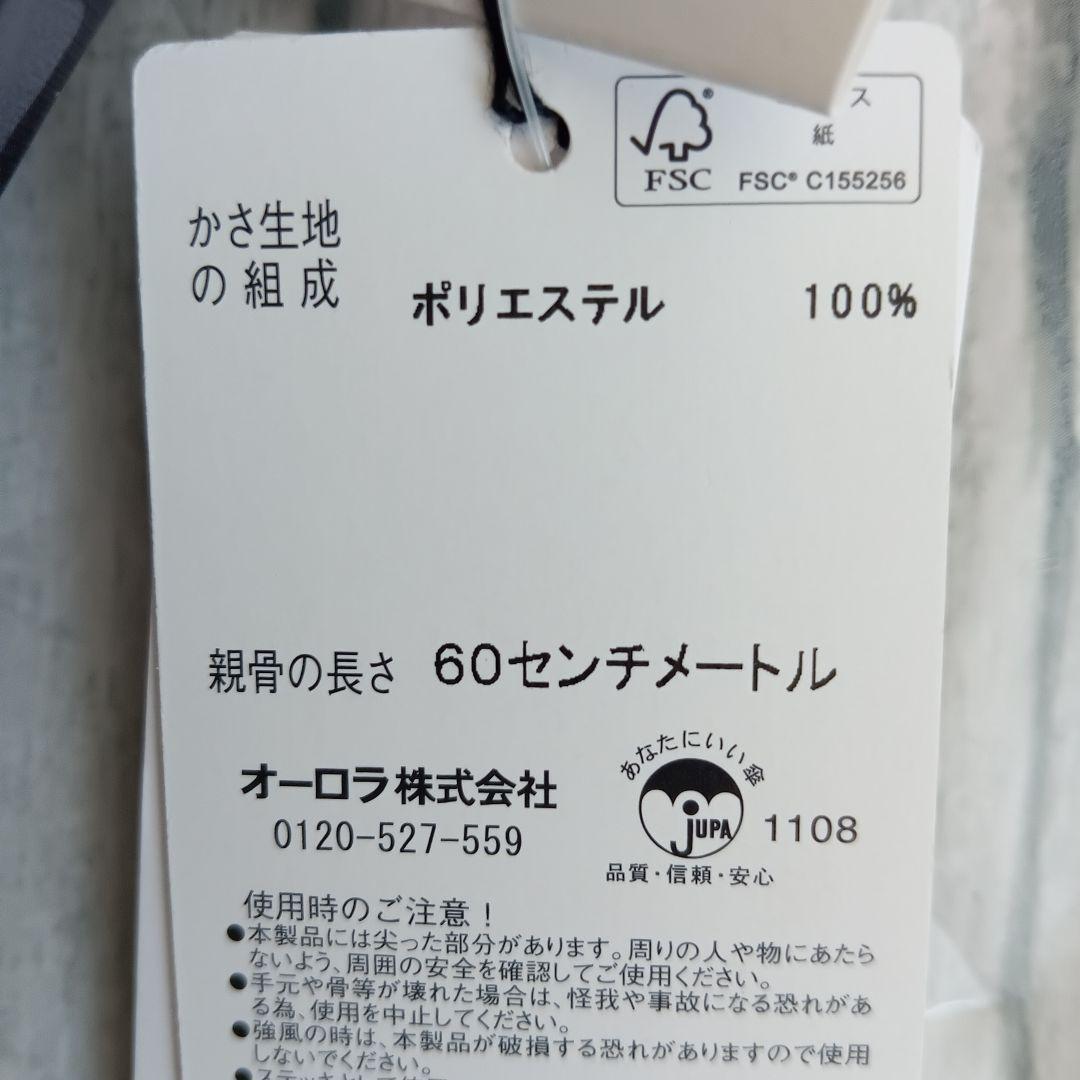 ス
紙
FSC®
FSC® C155256
かさ生地
の組成
ポリエステル 100%
親骨の長さ 60センチメートル
オーロラ株式会社
0120-527-559
あなたにいい傘
JUPA
1108
品質・信頼・安心
使用時のご注意!
●本製品には尖った部分があります。周りの人や物にあたら
ないよう、周囲の安全を確認してご使用ください。
●手元や骨等が壊れた場合は、怪我や事故になる恐れがあ
る為、使用を中止してください。
●強風の時は、本製品が破損する恐れがありますので使用
しないでください。